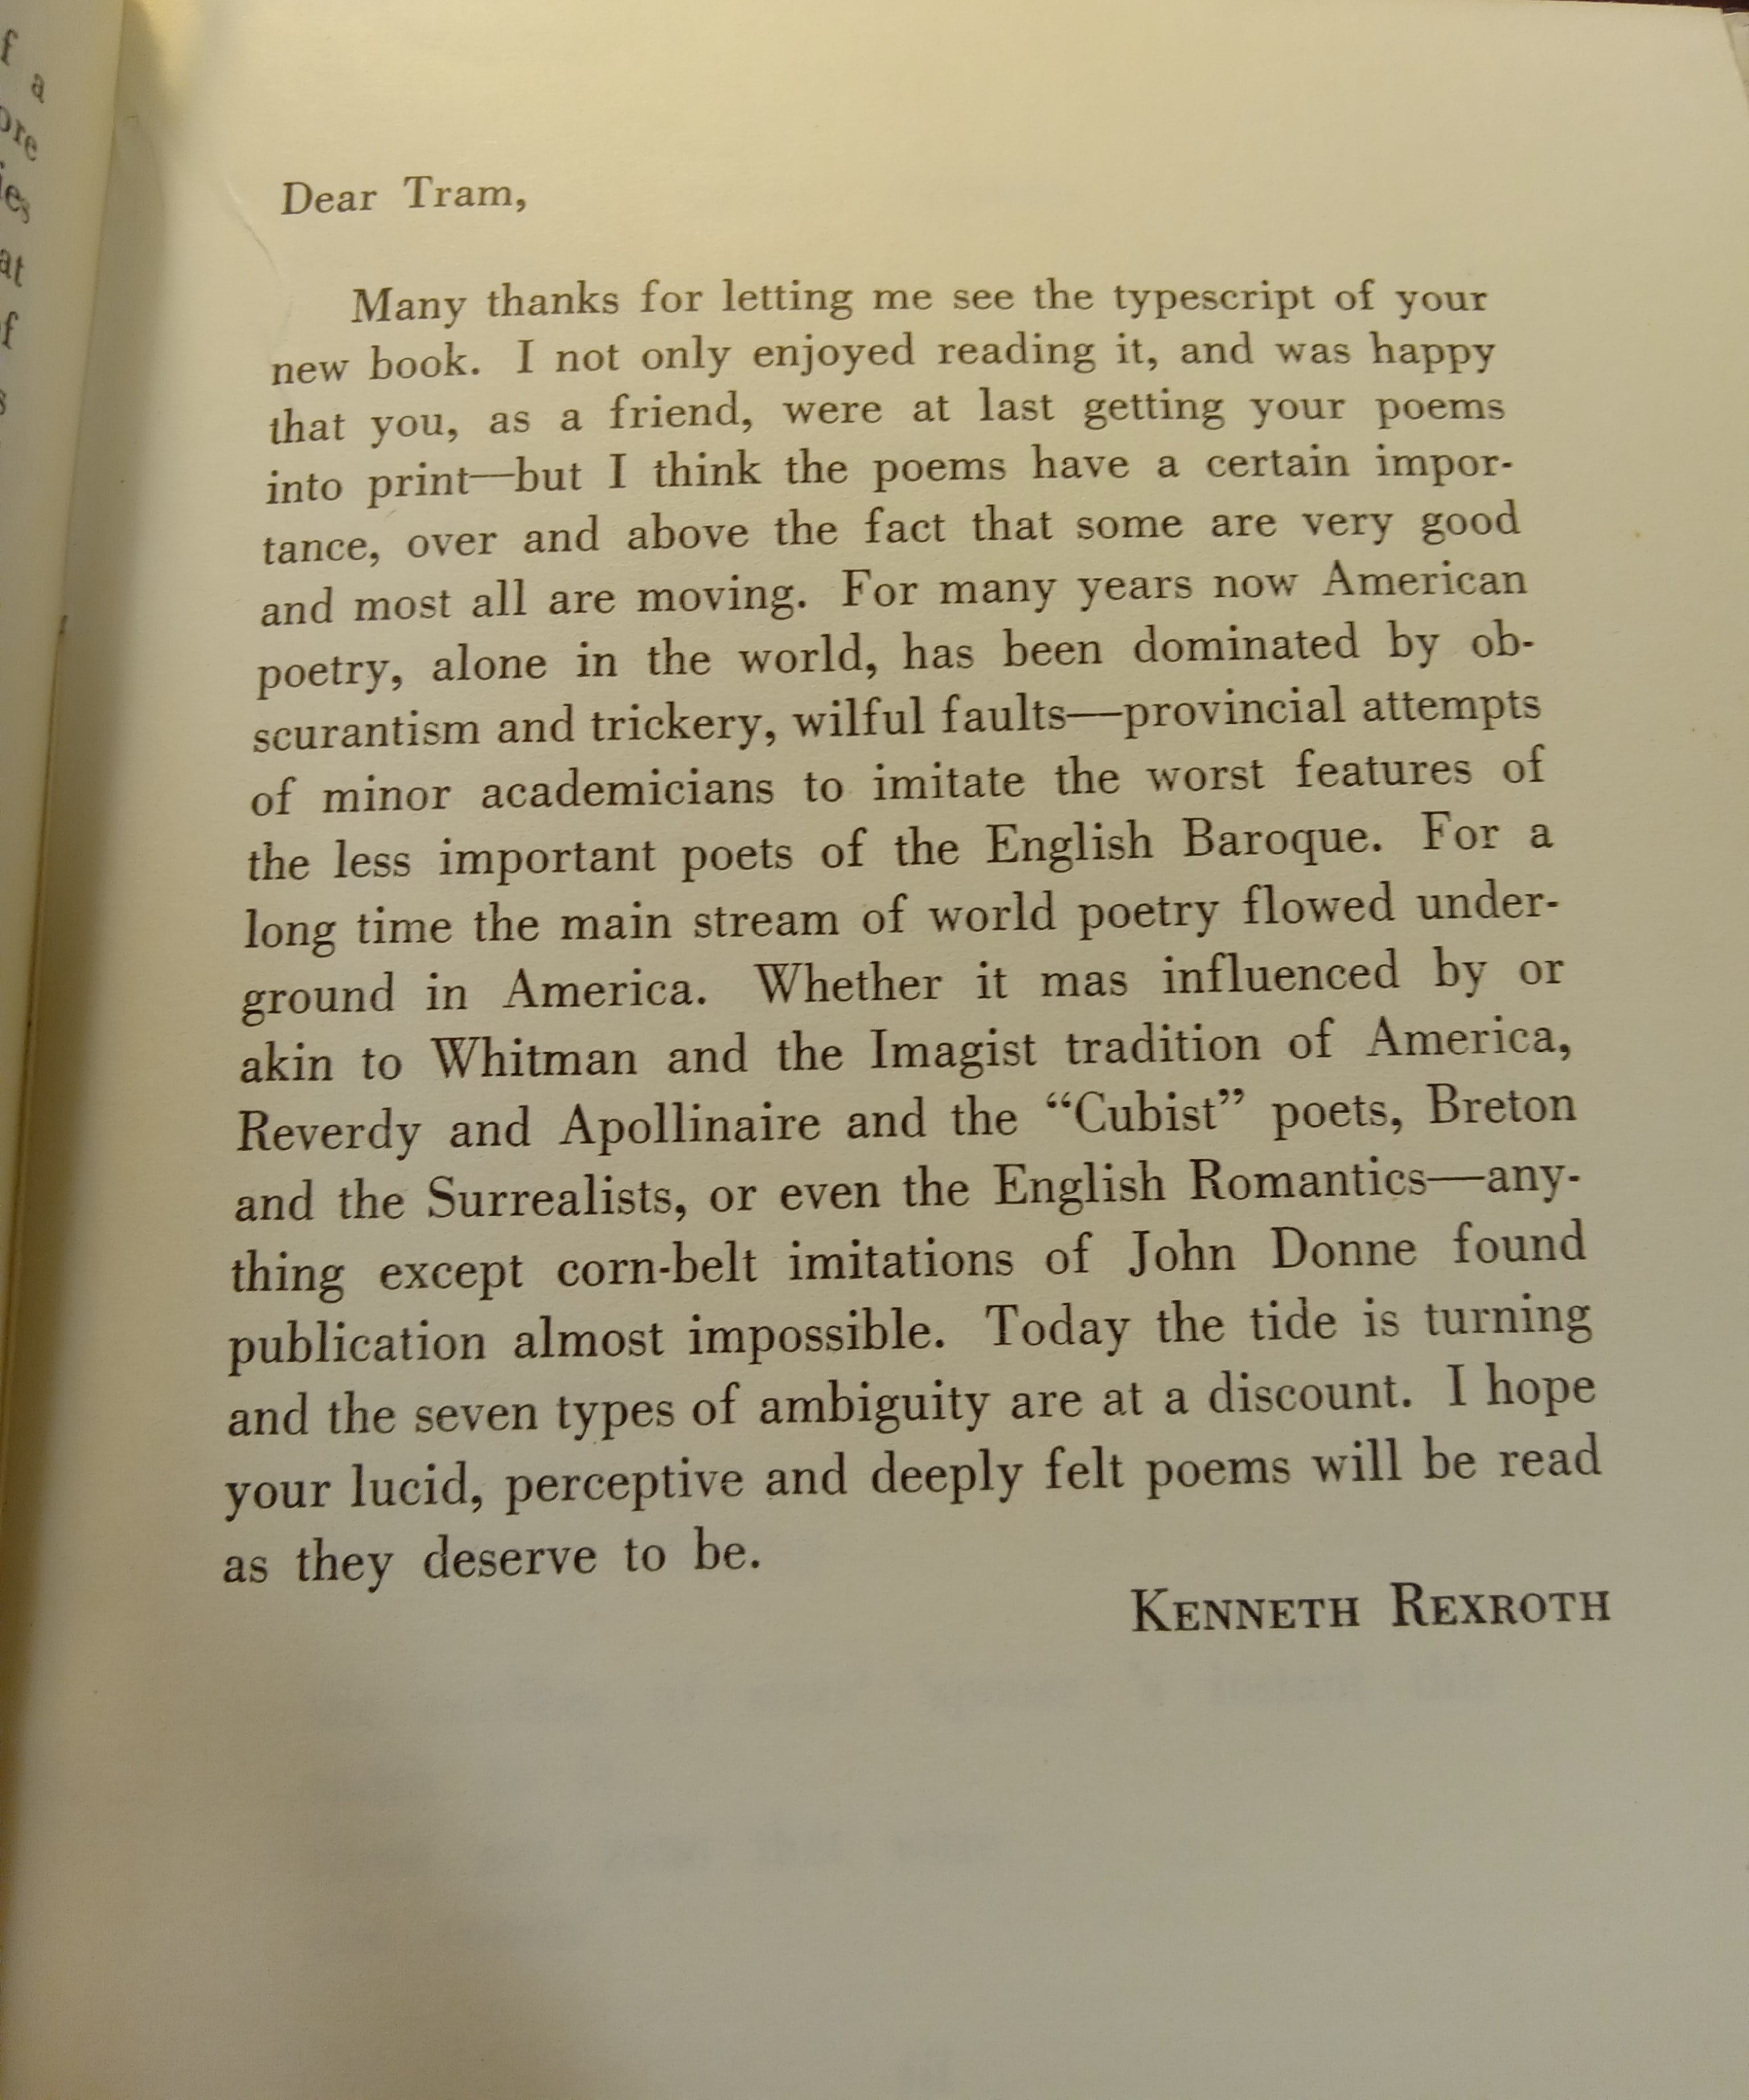 f a
ore
ies
at
of
s
Dear Tram,
Many thanks for letting me see the typescript of your
new book. I not only enjoyed reading it, and was happy
that you, as a friend, were at last getting your poems
into print—but I think the poems have a certain impor-
tance, over and above the fact that some are very good
and most all are moving. For many years now American
poetry, alone in the world, has been dominated by ob-
scurantism and trickery, wilful faults—provincial attempts
of minor academicians to imitate the worst features of
the less important poets of the English Baroque. For a
long time the main stream of world poetry flowed under-
ground in America. Whether it mas influenced by or
akin to Whitman and the Imagist tradition of America,
Reverdy and Apollinaire and the “Cubist” poets, Breton
and the Surrealists, or even the English Romantics—any-
thing except corn-belt imitations of John Donne found
publication almost impossible. Today the tide is turning
and the seven types of ambiguity are at a discount. I hope
your lucid, perceptive and deeply felt poems will be read
as they deserve to be.
KENNETH REXROTH